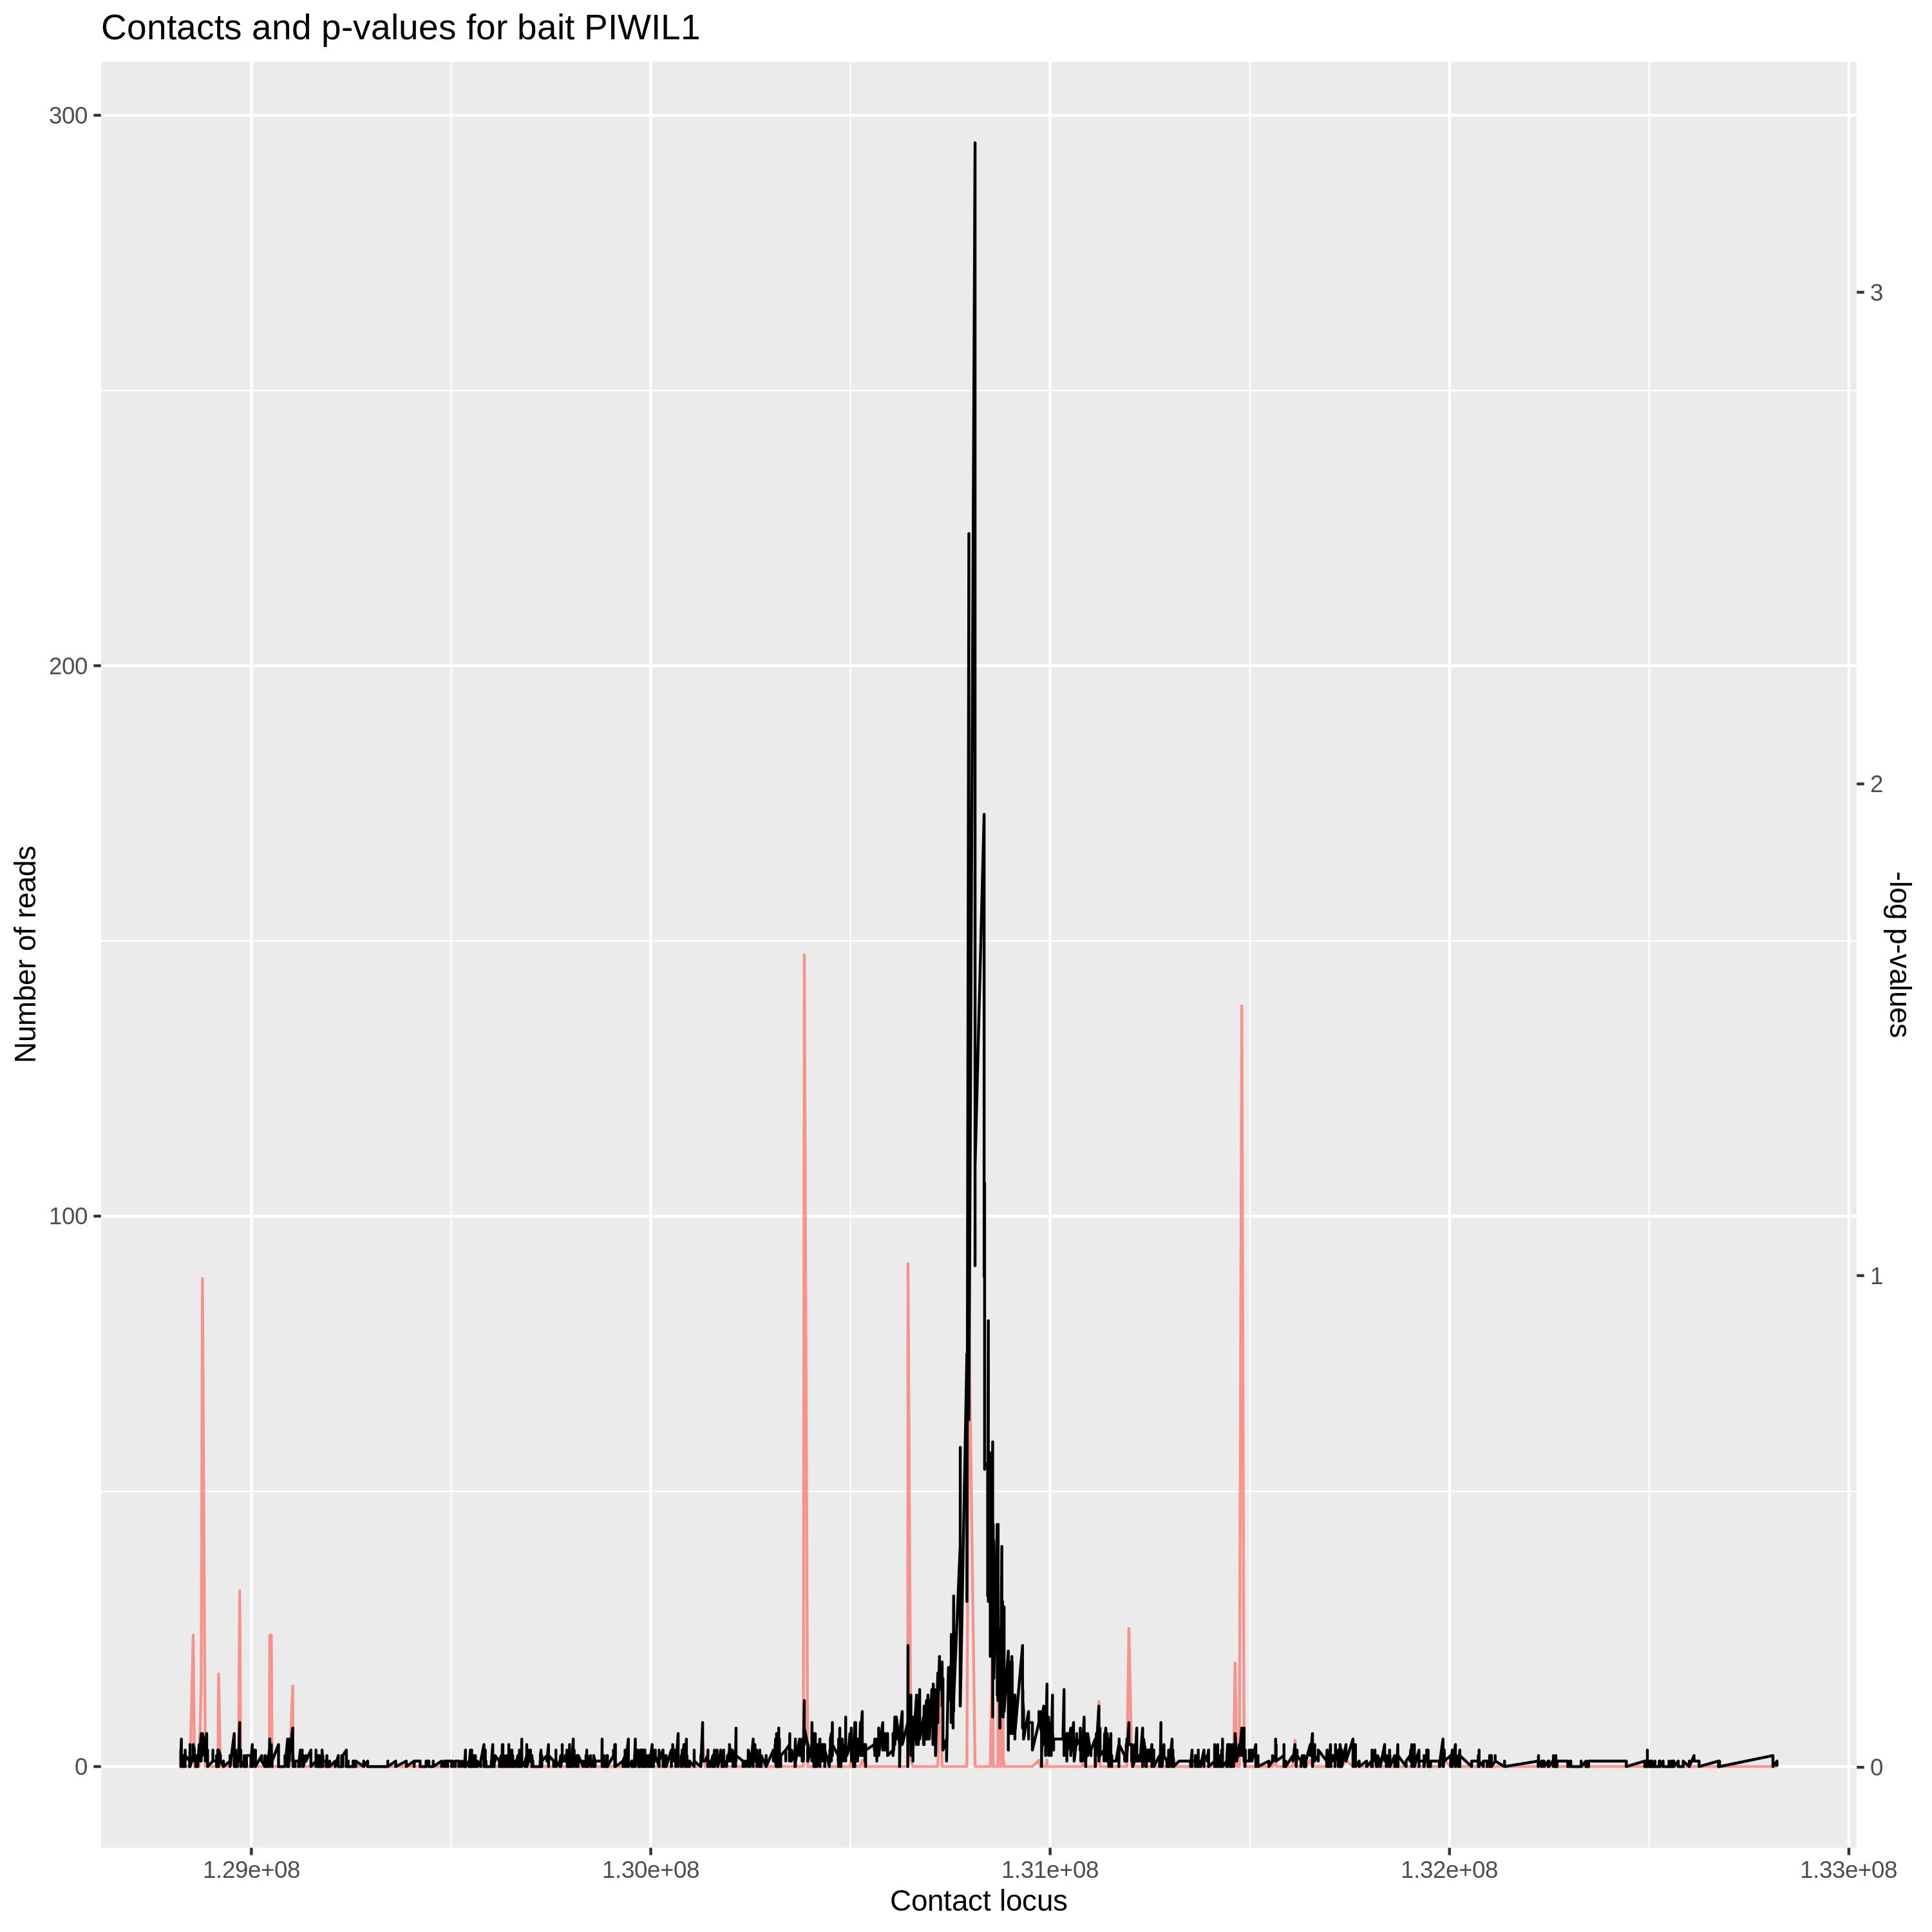 Contacts and p-values for bait PIWIL1
300
200
100
0
Number of reads
3
2
1
0
-log p-values
1.29e+08 1.30e+08 1.31e+08 1.32e+08 1.33e+08
Contact locus